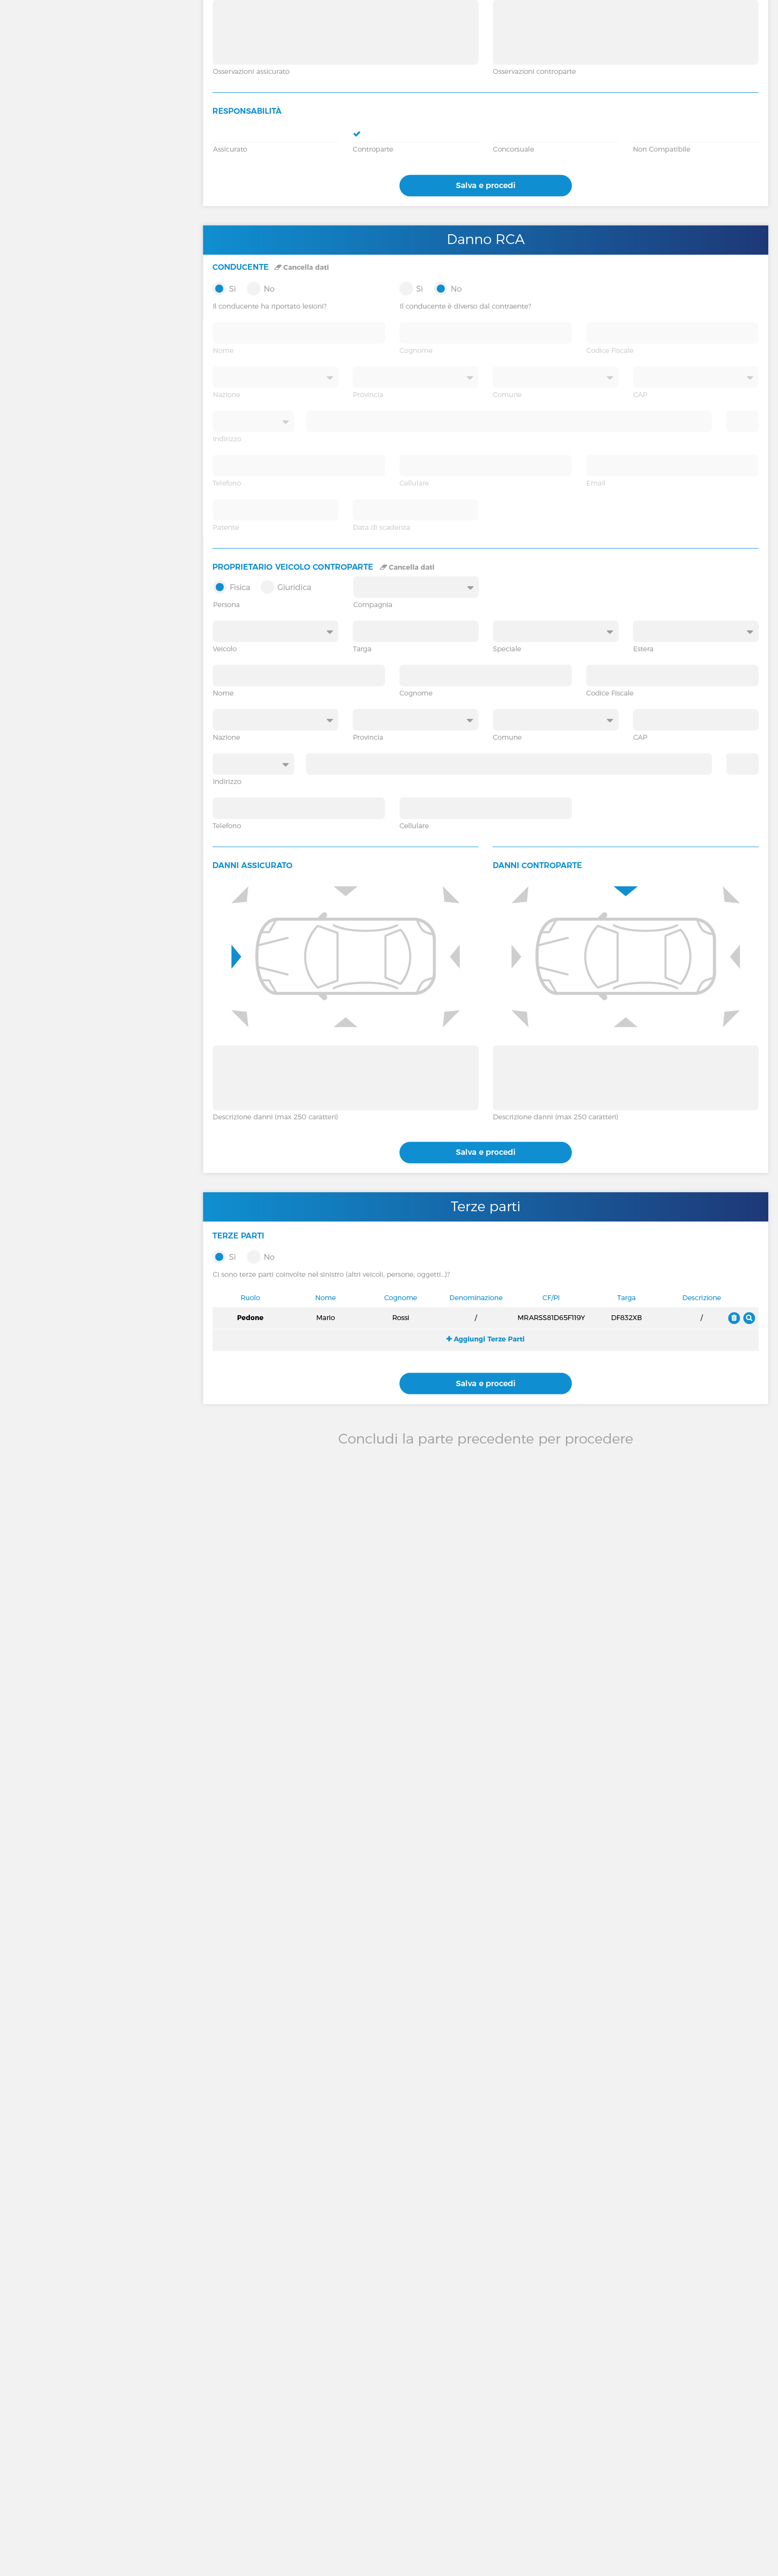 Osservazioni assicurato Osservazioni controparte
RESPONSABILITÀ
Assicurato Controparte Concorsuale Non Compatibile
Salva e procedi
Danno RCA
CONDUCENTE Cancella dati
Sì No Sì No
Il conducente ha riportato lesioni? Il conducente è diverso dal contraente?
Nome Cognome Codice Fiscale
Nazione Provincia Comune CAP
Indirizzo
Telefono Cellulare Email
Patente Data di scadenza
PROPRIETARIO VEICOLO CONTROPARTE Cancella dati
Fisica Giuridica
Persona Compagnia
Veicolo Targa Speciale Estera
Nome Cognome Codice Fiscale
Nazione Provincia Comune CAP
Indirizzo
Telefono Cellulare
DANNI ASSICURATO DANNI CONTROPARTE
Descrizione danni (max 250 caratteri) Descrizione danni (max 250 caratteri)
Salva e procedi
Terze parti
TERZE PARTI
Sì No
Ci sono terze parti coinvolte nel sinistro (altri veicoli, persone, oggetti,..)?
Ruolo Nome Cognome Denominazione CF/PI Targa Descrizione
Pedone Mario Rossi / MRARSS81D65F119Y DF832XB /
+ Aggiungi Terze Parti
Salva e procedi
Concludi la parte precedente per procedere